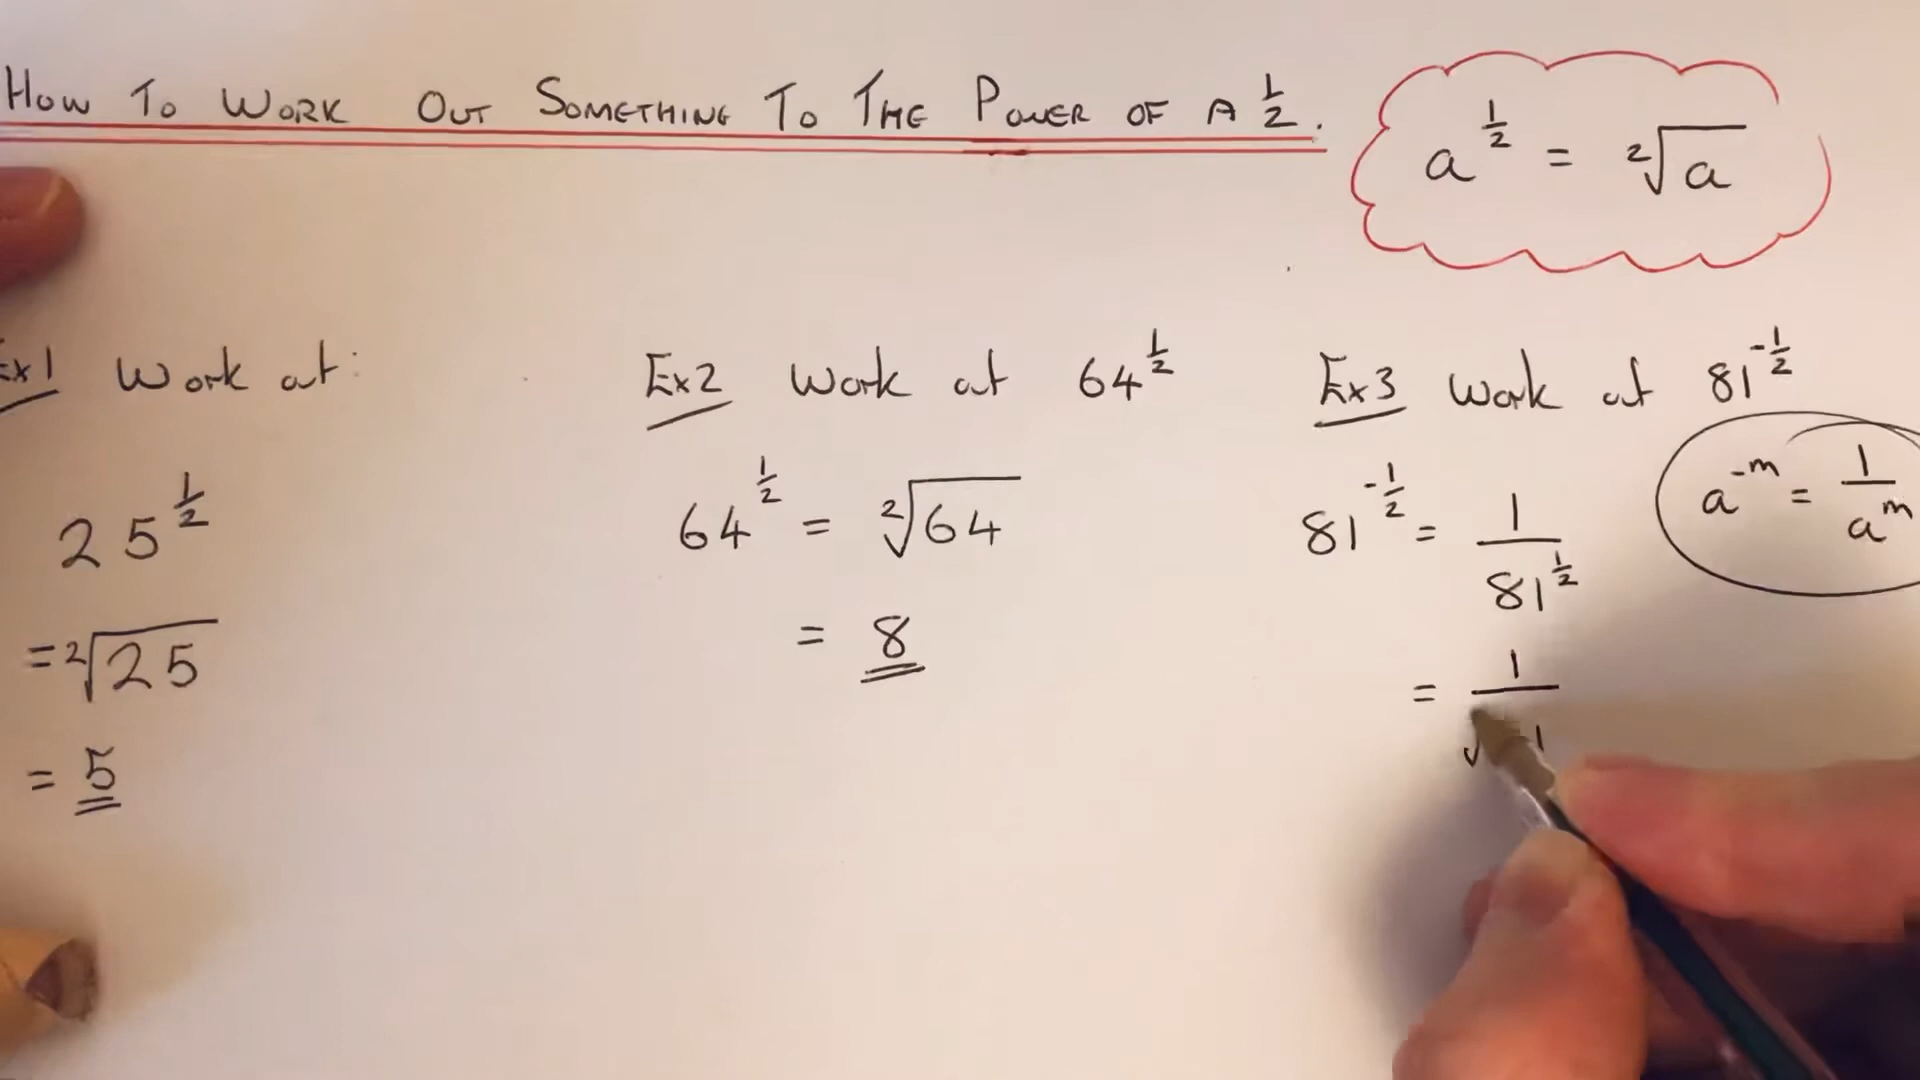 HOW TO WORK OUT SOMETHING TO THE POWER OF A 1/2.
a^{1/2} = ²√a
Ex1 Work out:
25^{1/2}
= ²√25
= 5
Ex2 Work out 64^{1/2}
64^{1/2} = ²√64
= 8
Ex3 Work out 81^{-1/2}
a^{-m} = 1/a^{m}
81^{-1/2} = 1/81^{1/2}
= 1/√